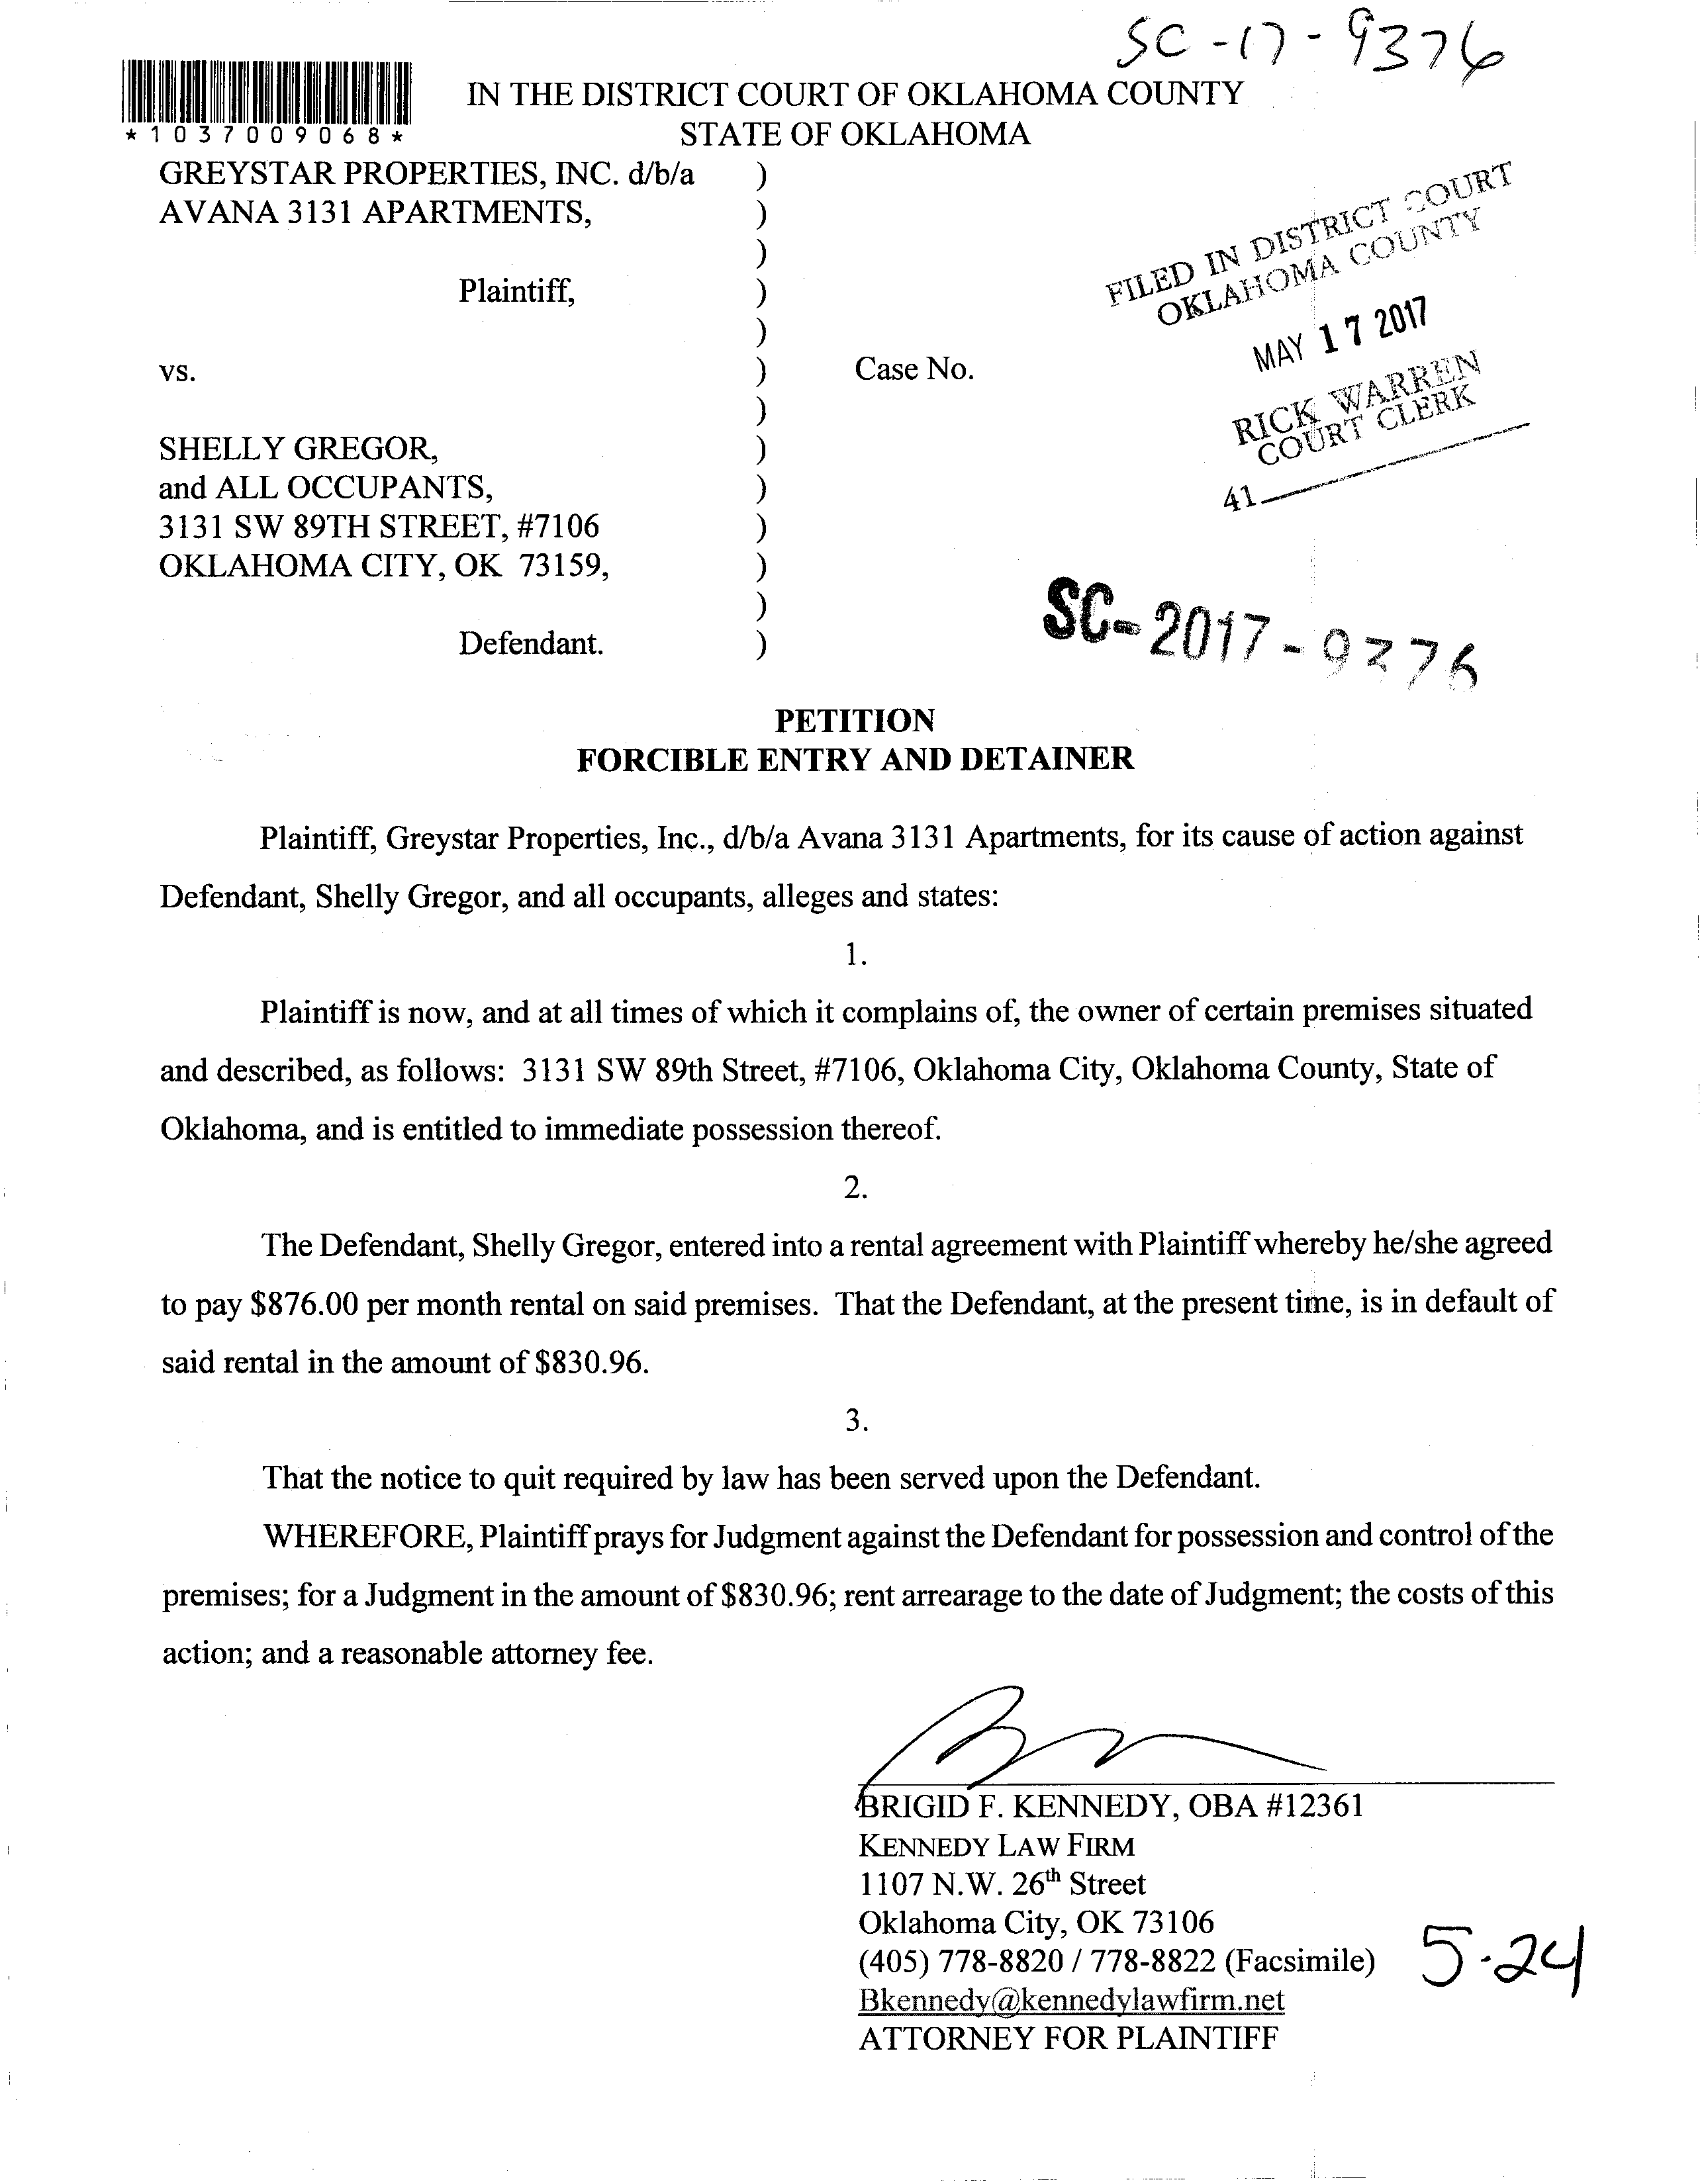 SC-17-9376
*1037009068*
IN THE DISTRICT COURT OF OKLAHOMA COUNTY
STATE OF OKLAHOMA
GREYSTAR PROPERTIES, INC. d/b/a )
AVANA 3131 APARTMENTS, )
)
Plaintiff, )
)
vs. ) Case No.
)
SHELLY GREGOR, )
and ALL OCCUPANTS, )
3131 SW 89TH STREET, #7106 )
OKLAHOMA CITY, OK 73159, )
)
Defendant. )
FILED IN DISTRICT COURT
OKLAHOMA COUNTY
MAY 17 2017
RICK WARREN
COURT CLERK
41
SC-2017-9376
PETITION
FORCIBLE ENTRY AND DETAINER
Plaintiff, Greystar Properties, Inc., d/b/a Avana 3131 Apartments, for its cause of action against
Defendant, Shelly Gregor, and all occupants, alleges and states:
1.
Plaintiff is now, and at all times of which it complains of, the owner of certain premises situated
and described, as follows: 3131 SW 89th Street, #7106, Oklahoma City, Oklahoma County, State of
Oklahoma, and is entitled to immediate possession thereof.
2.
The Defendant, Shelly Gregor, entered into a rental agreement with Plaintiff whereby he/she agreed
to pay $876.00 per month rental on said premises. That the Defendant, at the present time, is in default of
said rental in the amount of $830.96.
3.
That the notice to quit required by law has been served upon the Defendant.
WHEREFORE, Plaintiff prays for Judgment against the Defendant for possession and control of the
premises; for a Judgment in the amount of $830.96; rent arrearage to the date of Judgment; the costs of this
action; and a reasonable attorney fee.
BRIGID F. KENNEDY, OBA #12361
KENNEDY LAW FIRM
1107 N.W. 26th Street
Oklahoma City, OK 73106
(405) 778-8820 / 778-8822 (Facsimile)
Bkennedy@kennedylawfirm.net
ATTORNEY FOR PLAINTIFF
5-24